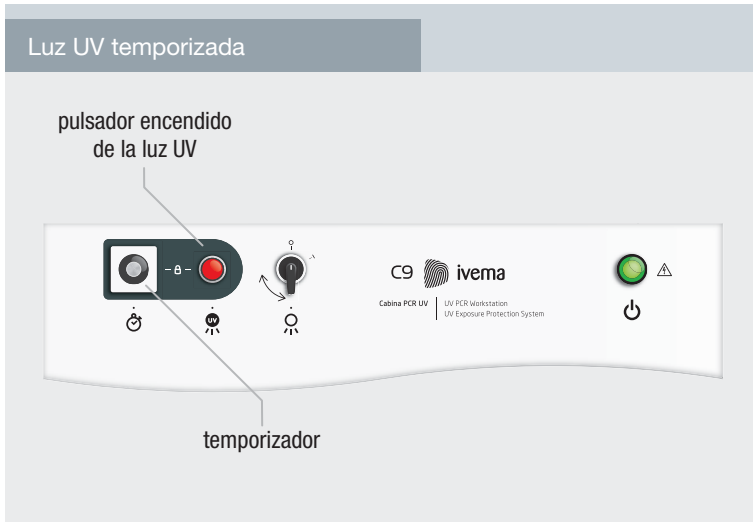 Luz UV temporizada
pulsador encendido
de la luz UV
C9 ivema
Cabina PCR UV
UV PCR Workstation
UV Exposure Protection System
UV
temporizador